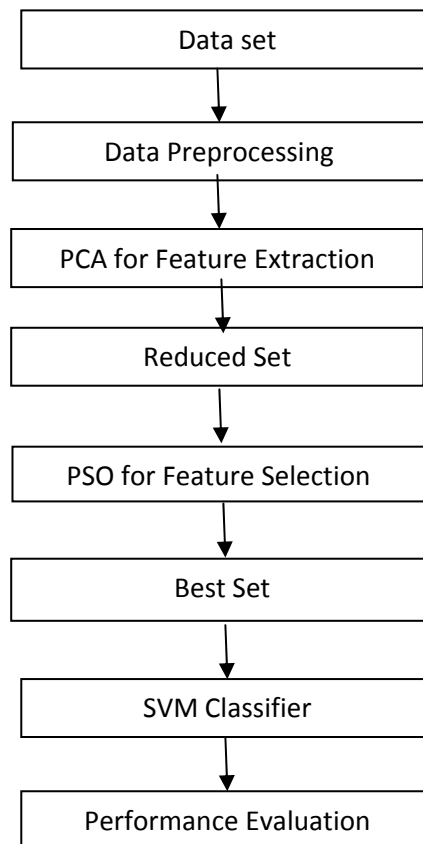 Data set
Data Preprocessing
PCA for Feature Extraction
Reduced Set
PSO for Feature Selection
Best Set
SVM Classifier
Performance Evaluation